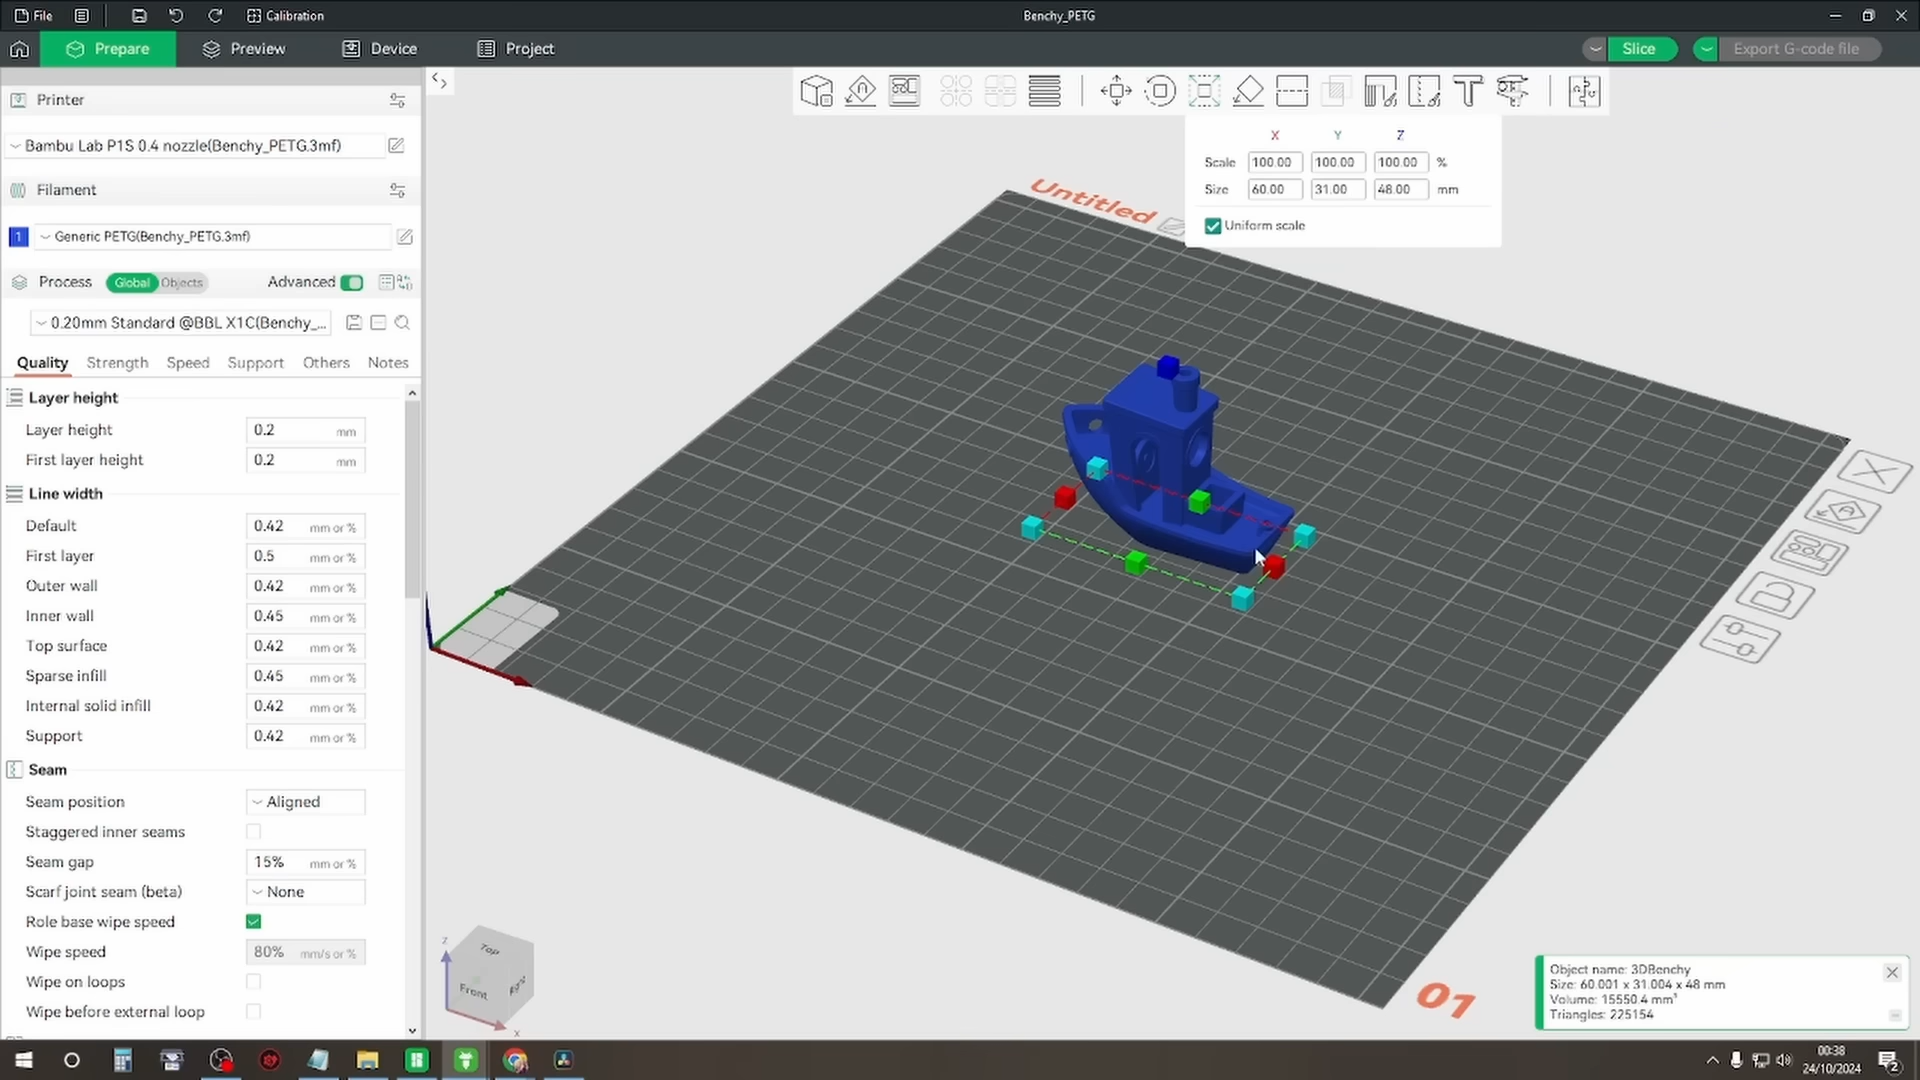 File
Calibration
Benchy_PETG
Prepare
Preview
Device
Project
Slice
Export G-code file
Printer
Bambu Lab P1S 0.4 nozzle(Benchy_PETG.3mf)
Filament
1
Generic PETG(Benchy_PETG.3mf)
Process
Global
Objects
Advanced
0.20mm Standard @BBL X1C(Benchy_...
Quality
Strength
Speed
Support
Others
Notes
Layer height
Layer height 0.2 mm
First layer height 0.2 mm
Line width
Default 0.42 mm or %
First layer 0.5 mm or %
Outer wall 0.42 mm or %
Inner wall 0.45 mm or %
Top surface 0.42 mm or %
Sparse infill 0.45 mm or %
Internal solid infill 0.42 mm or %
Support 0.42 mm or %
Seam
Seam position Aligned
Staggered inner seams
Seam gap 15% mm or %
Scarf joint seam (beta) None
Role base wipe speed
Wipe speed 80% mm/s or %
Wipe on loops
Wipe before external loop
X Y Z
Scale 100.00 100.00 100.00 %
Size 60.00 31.00 48.00 mm
Uniform scale
Untitled
01
z
Top
Front
Right
x
Object name: 3DBenchy
Size: 60.001 x 31.004 x 48 mm
Volume: 15550.4 mm³
Triangles: 225154
00:38
24/10/2024
2